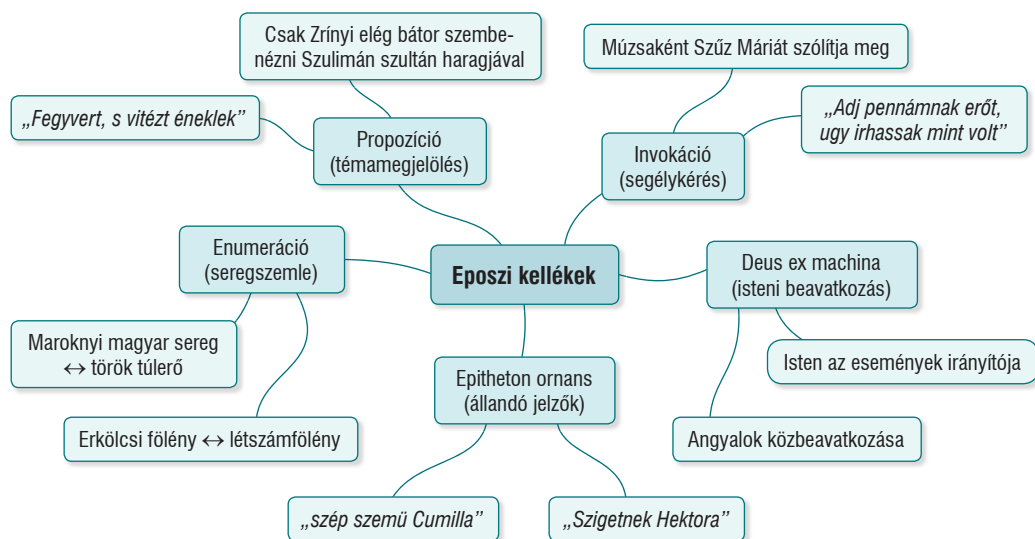 Csak Zrínyi elég bátor szembe-
nézni Szulimán szultán haragjával
Múzsaként Szűz Máriát szólítja meg
„Fegyvert, s vitézt éneklek”
Propozíció
(témamegjelölés)
Invokáció
(segélykérés)
„Adj pennámnak erőt,
ugy irhassak mint volt”
Enumeráció
(seregszemle)
Eposzi kellékek
Deus ex machina
(isteni beavatkozás)
Maroknyi magyar sereg
↔ török túlerő
Epitheton ornans
(állandó jelzők)
Isten az események irányítója
Erkölcsi fölény ↔ létszámfölény
Angyalok közbeavatkozása
„szép szemü Cumilla”
„Szigetnek Hektora”